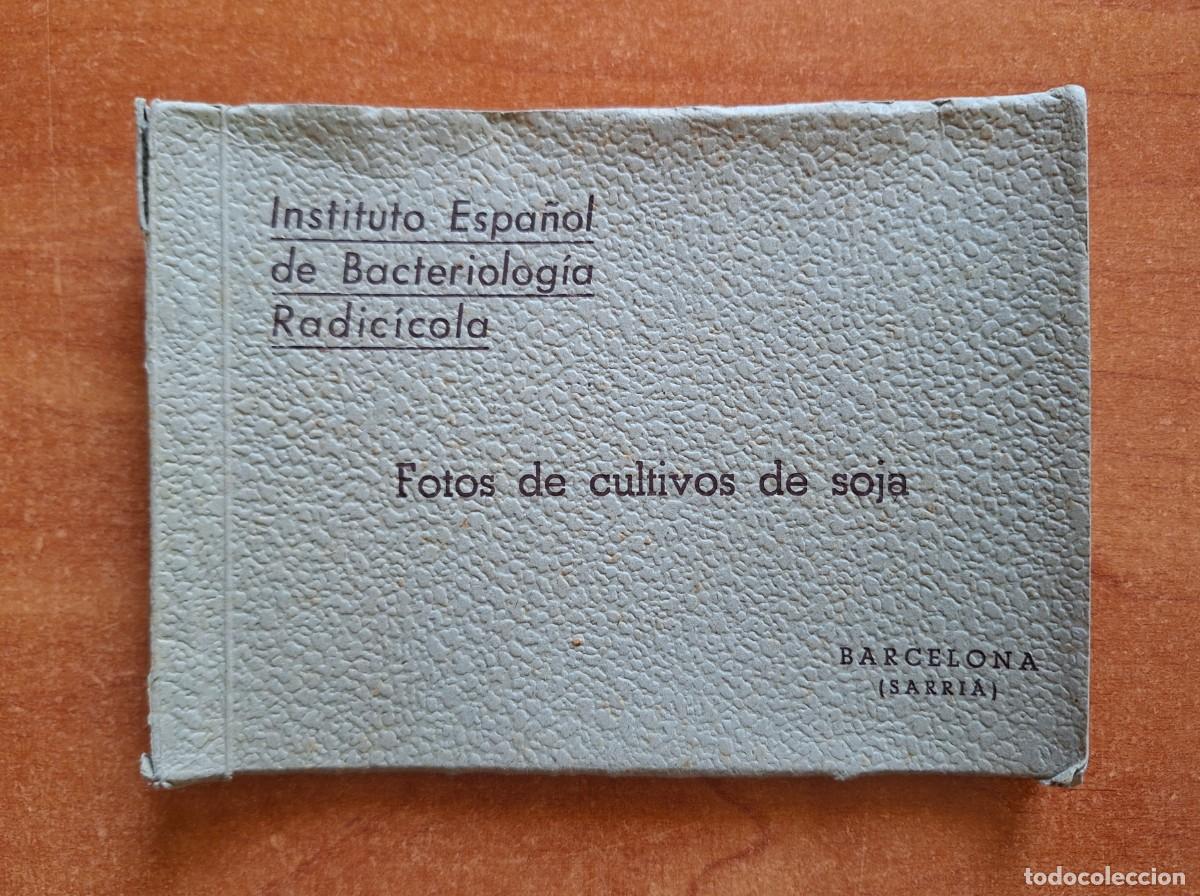 Instituto Español
de Bacteriología
Radicícola
Fotos de cultivos de soja
BARCELONA
(SARRIÁ)
todocoleccion